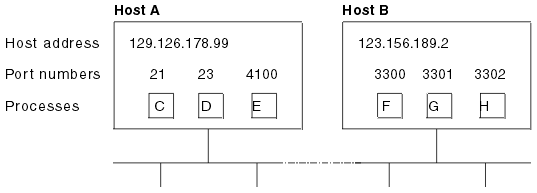 Host A Host B
Host address 129.126.178.99 123.156.189.2
Port numbers 21 23 4100 3300 3301 3302
Processes C D E F G H